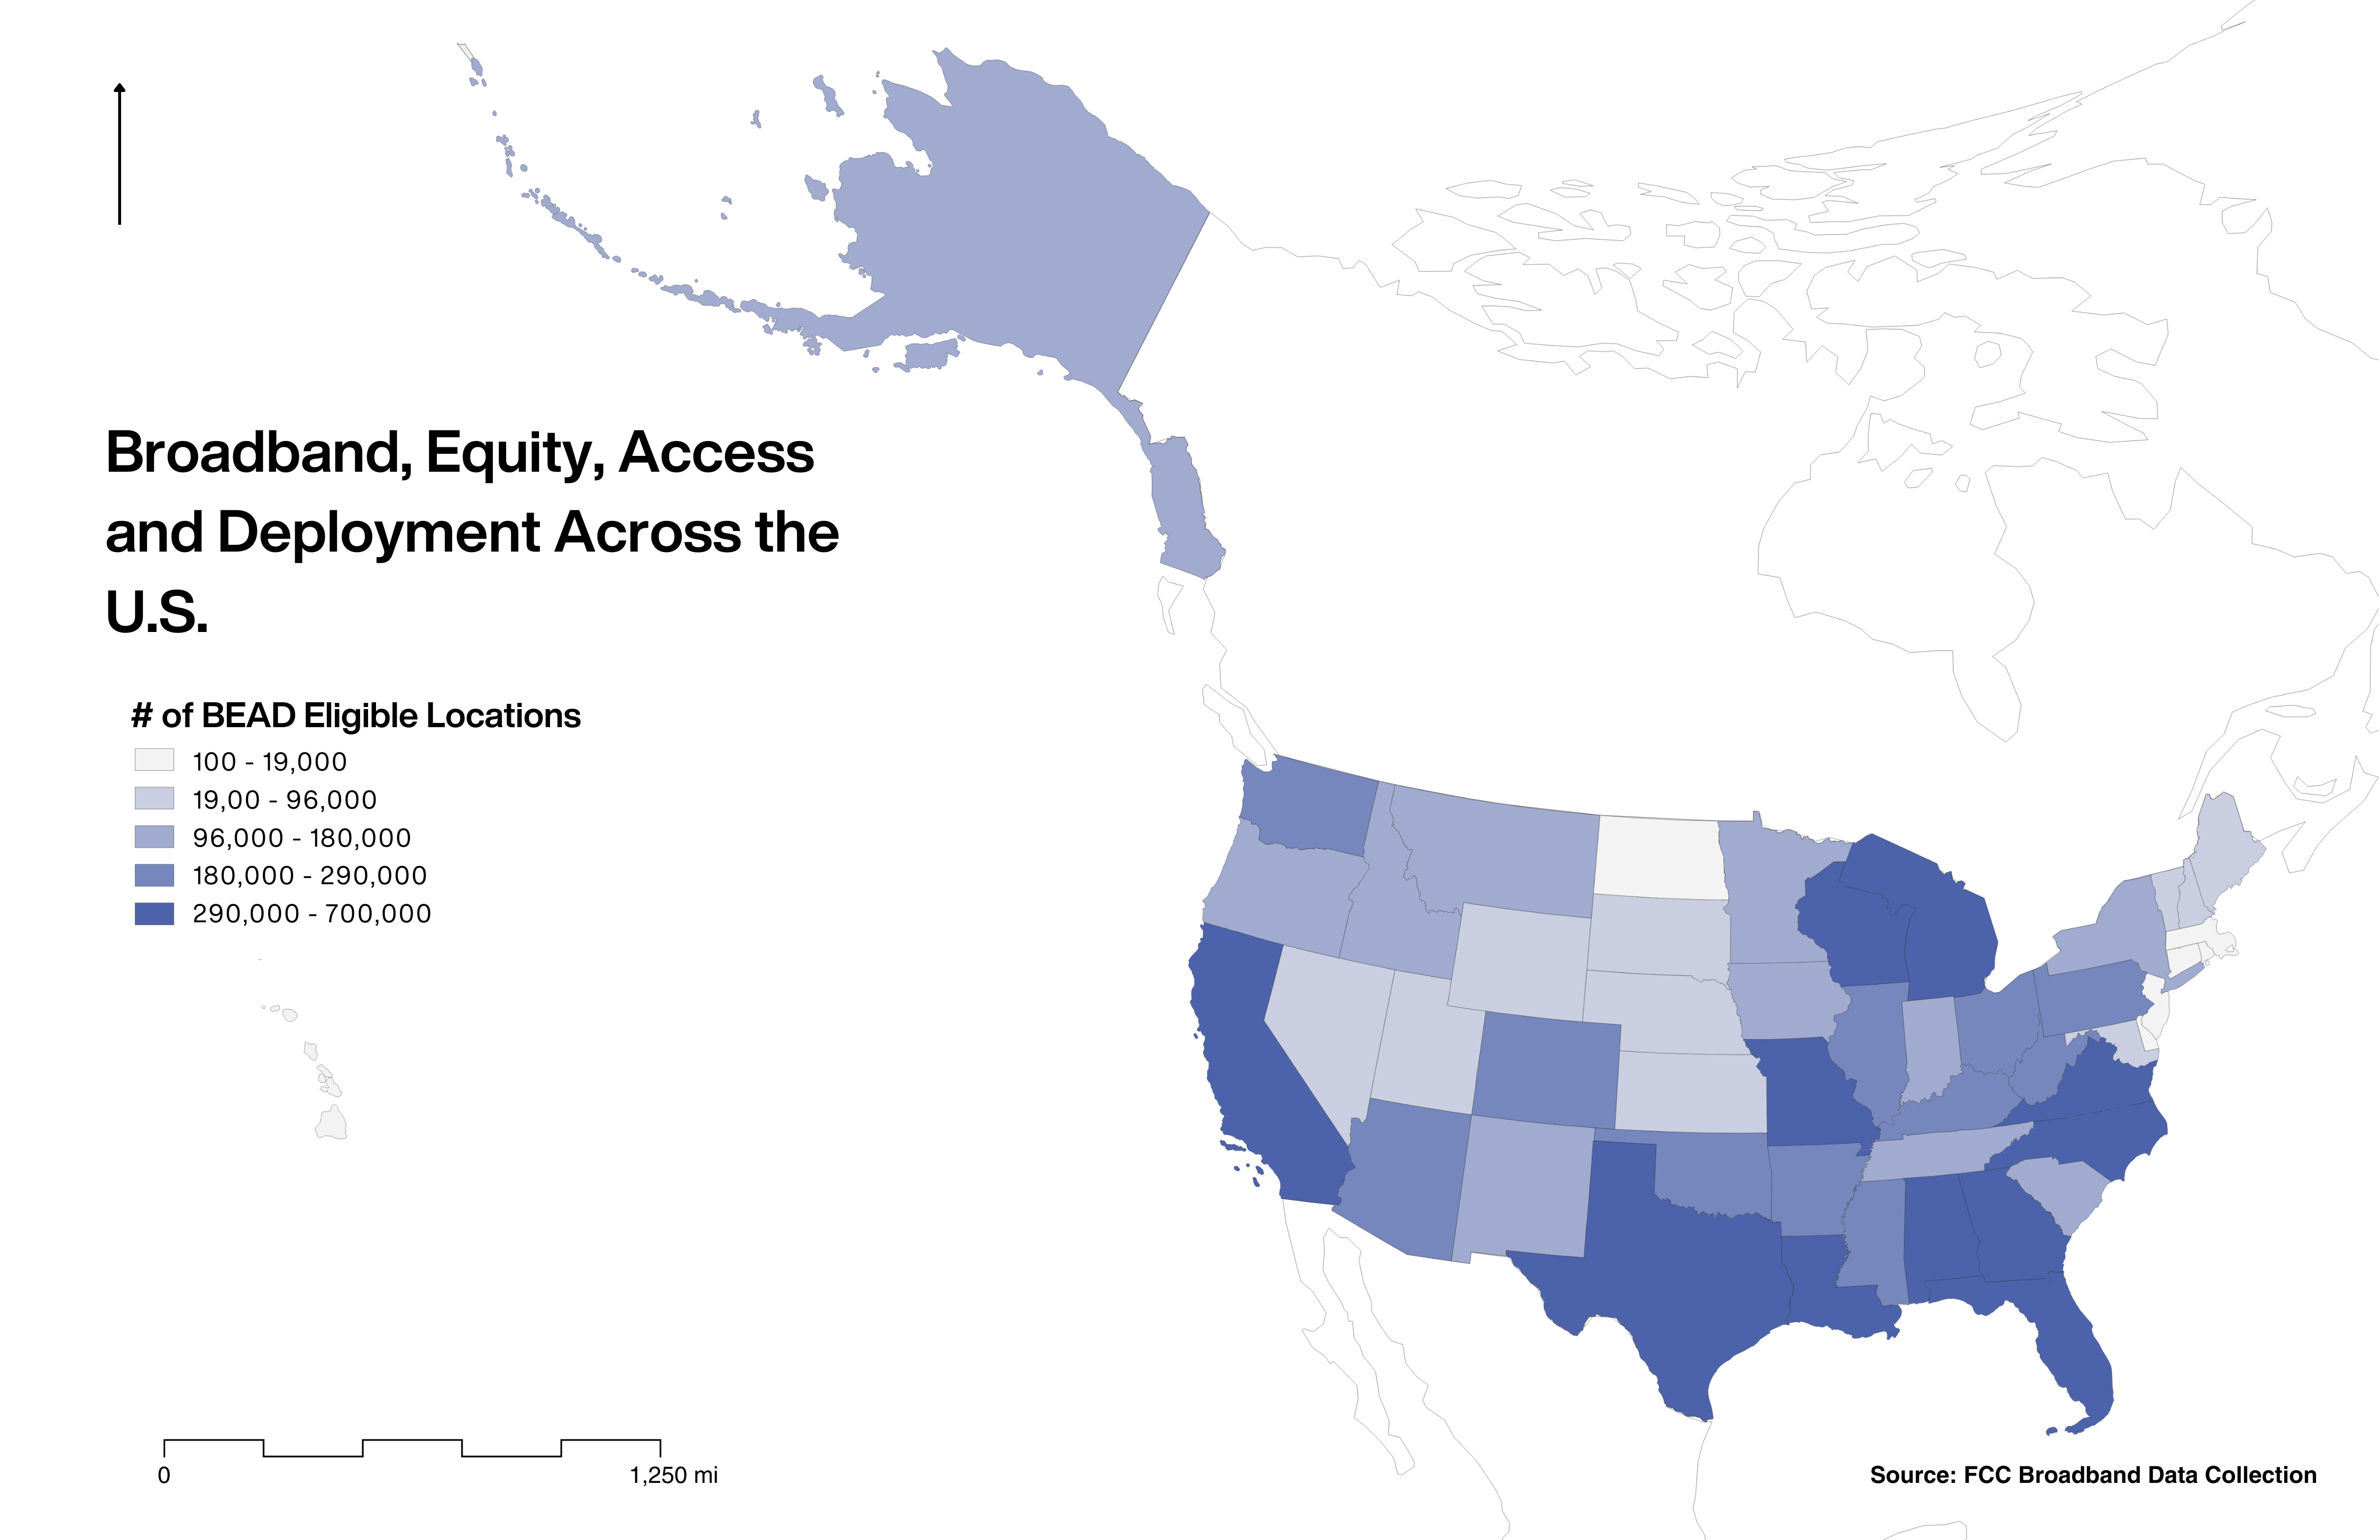 Broadband, Equity, Access
and Deployment Across the
U.S.
# of BEAD Eligible Locations
100 - 19,000
19,00 - 96,000
96,000 - 180,000
180,000 - 290,000
290,000 - 700,000
0 1,250 mi
Source: FCC Broadband Data Collection